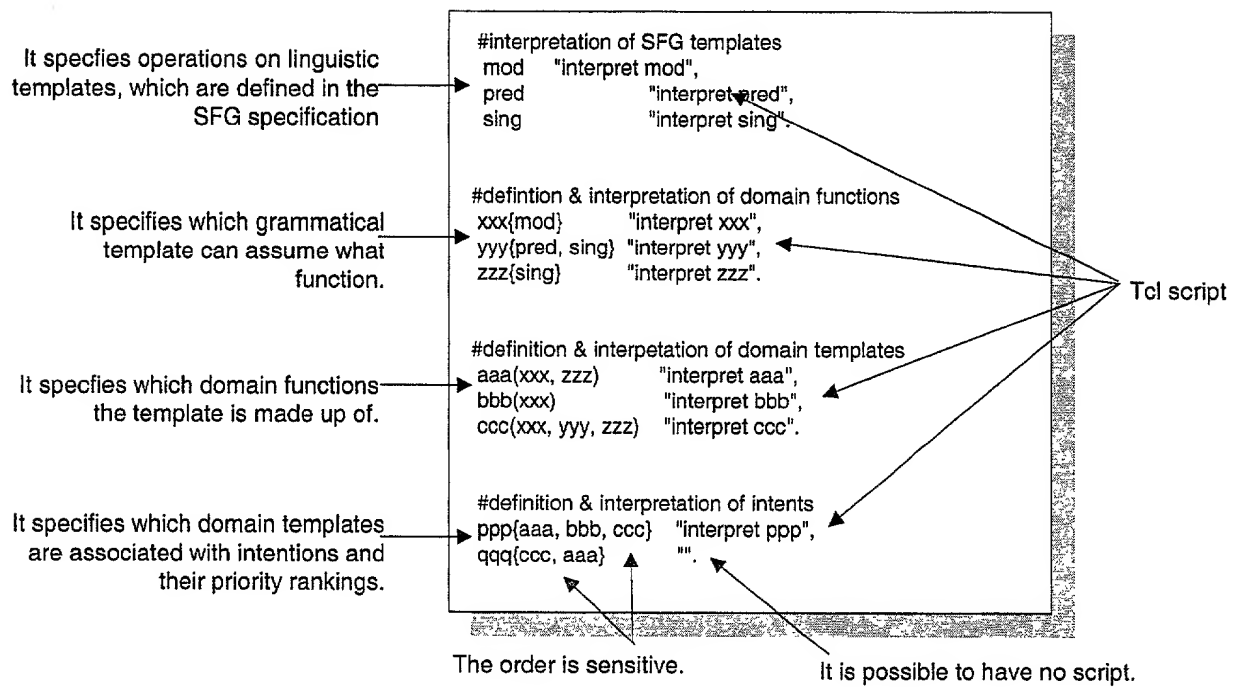 It specfies operations on linguistic
templates, which are defined in the
SFG specification
#interpretation of SFG templates
mod "interpret mod",
pred "interpret pred",
sing "interpret sing".
It specifies which grammatical
template can assume what
function.
#defintion & interpretation of domain functions
xxx{mod} "interpret xxx",
yyy{pred, sing} "interpret yyy",
zzz{sing} "interpret zzz".
Tcl script
It specfies which domain functions
the template is made up of.
#definition & interpetation of domain templates
aaa(xxx, zzz) "interpret aaa",
bbb(xxx) "interpret bbb",
ccc(xxx, yyy, zzz) "interpret ccc".
It specifies which domain templates
are associated with intentions and
their priority rankings.
#definition & interpretation of intents
ppp{aaa, bbb, ccc} "interpret ppp",
qqq{ccc, aaa} "".
The order is sensitive.
It is possible to have no script.